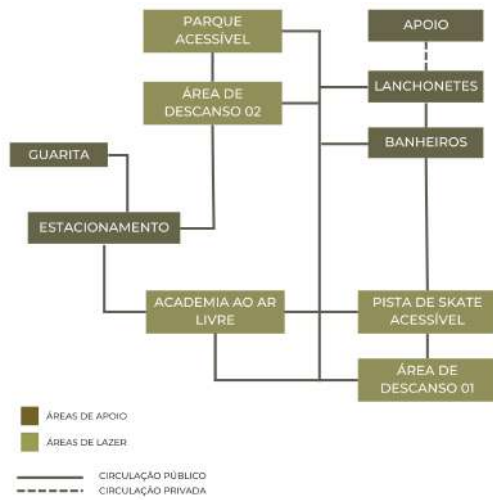 PARQUE
ACESSÍVEL
APOIO
ÁREA DE
DESCANSO 02
LANCHONETES
BANHEIROS
GUARITA
ESTACIONAMENTO
ACADEMIA AO AR
LIVRE
PISTA DE SKATE
ACESSÍVEL
ÁREA DE
DESCANSO 01
ÁREAS DE APOIO
ÁREAS DE LAZER
CIRCULAÇÃO PÚBLICO
CIRCULAÇÃO PRIVADA